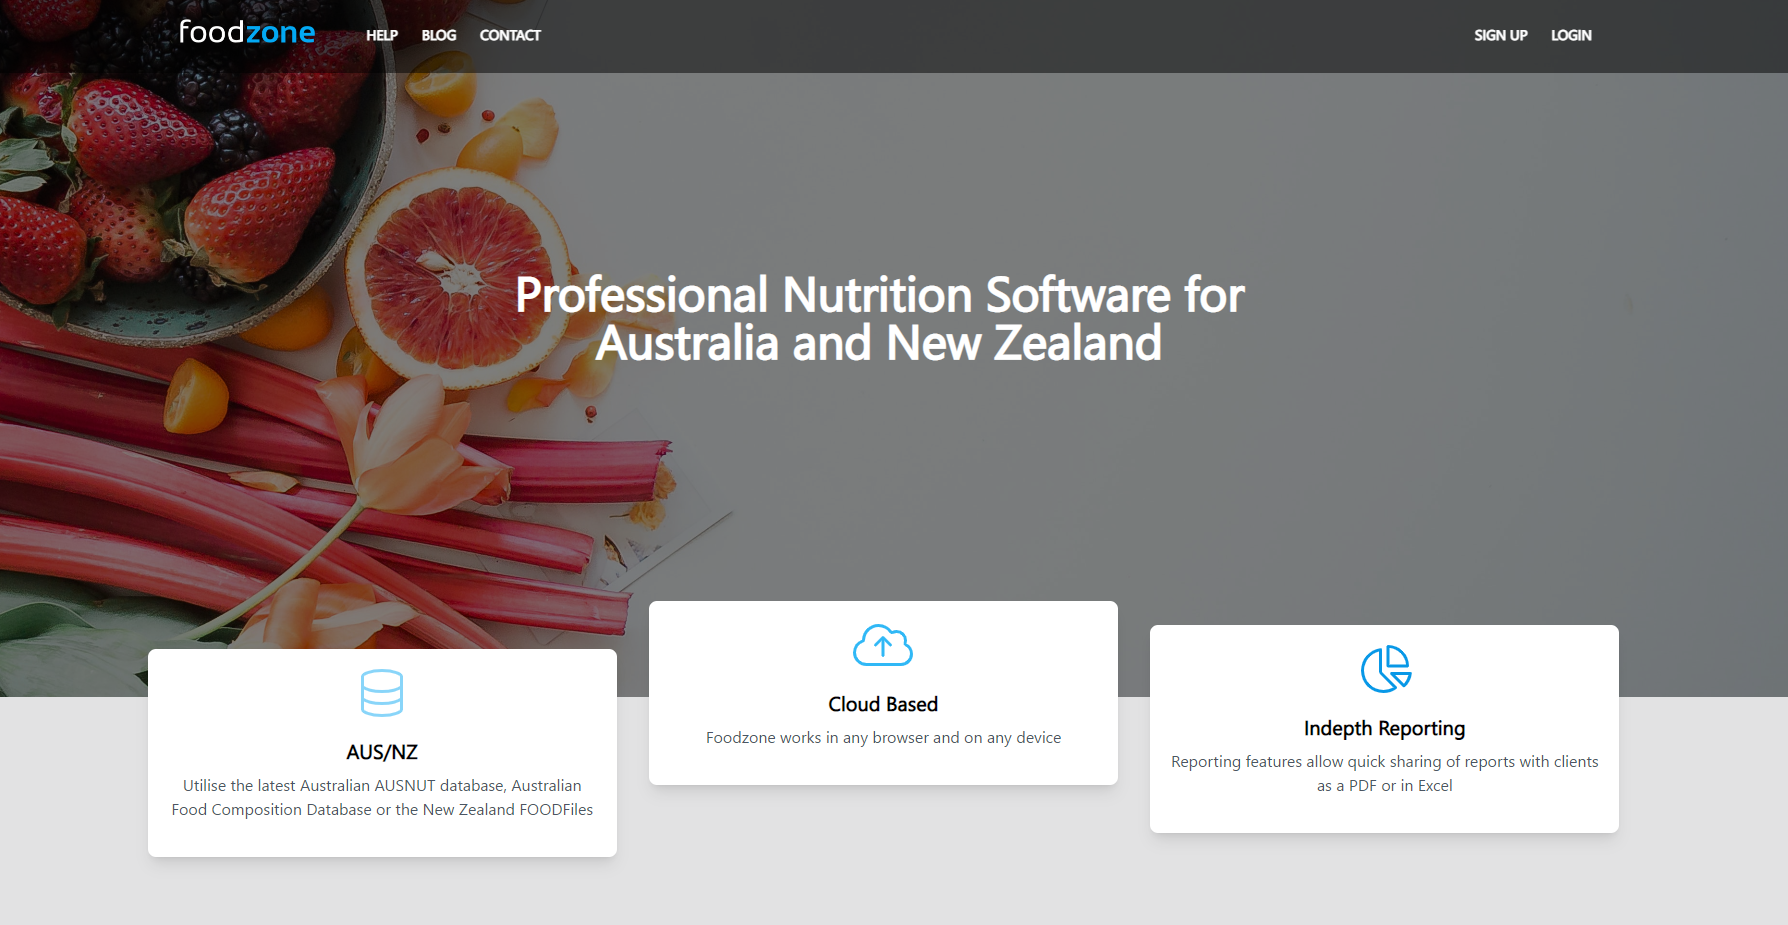 foodzone HELP BLOG CONTACT SIGN UP LOGIN
Professional Nutrition Software for
Australia and New Zealand
AUS/NZ
Utilise the latest Australian AUSNUT database, Australian
Food Composition Database or the New Zealand FOODFiles
Cloud Based
Foodzone works in any browser and on any device
Indepth Reporting
Reporting features allow quick sharing of reports with clients
as a PDF or in Excel